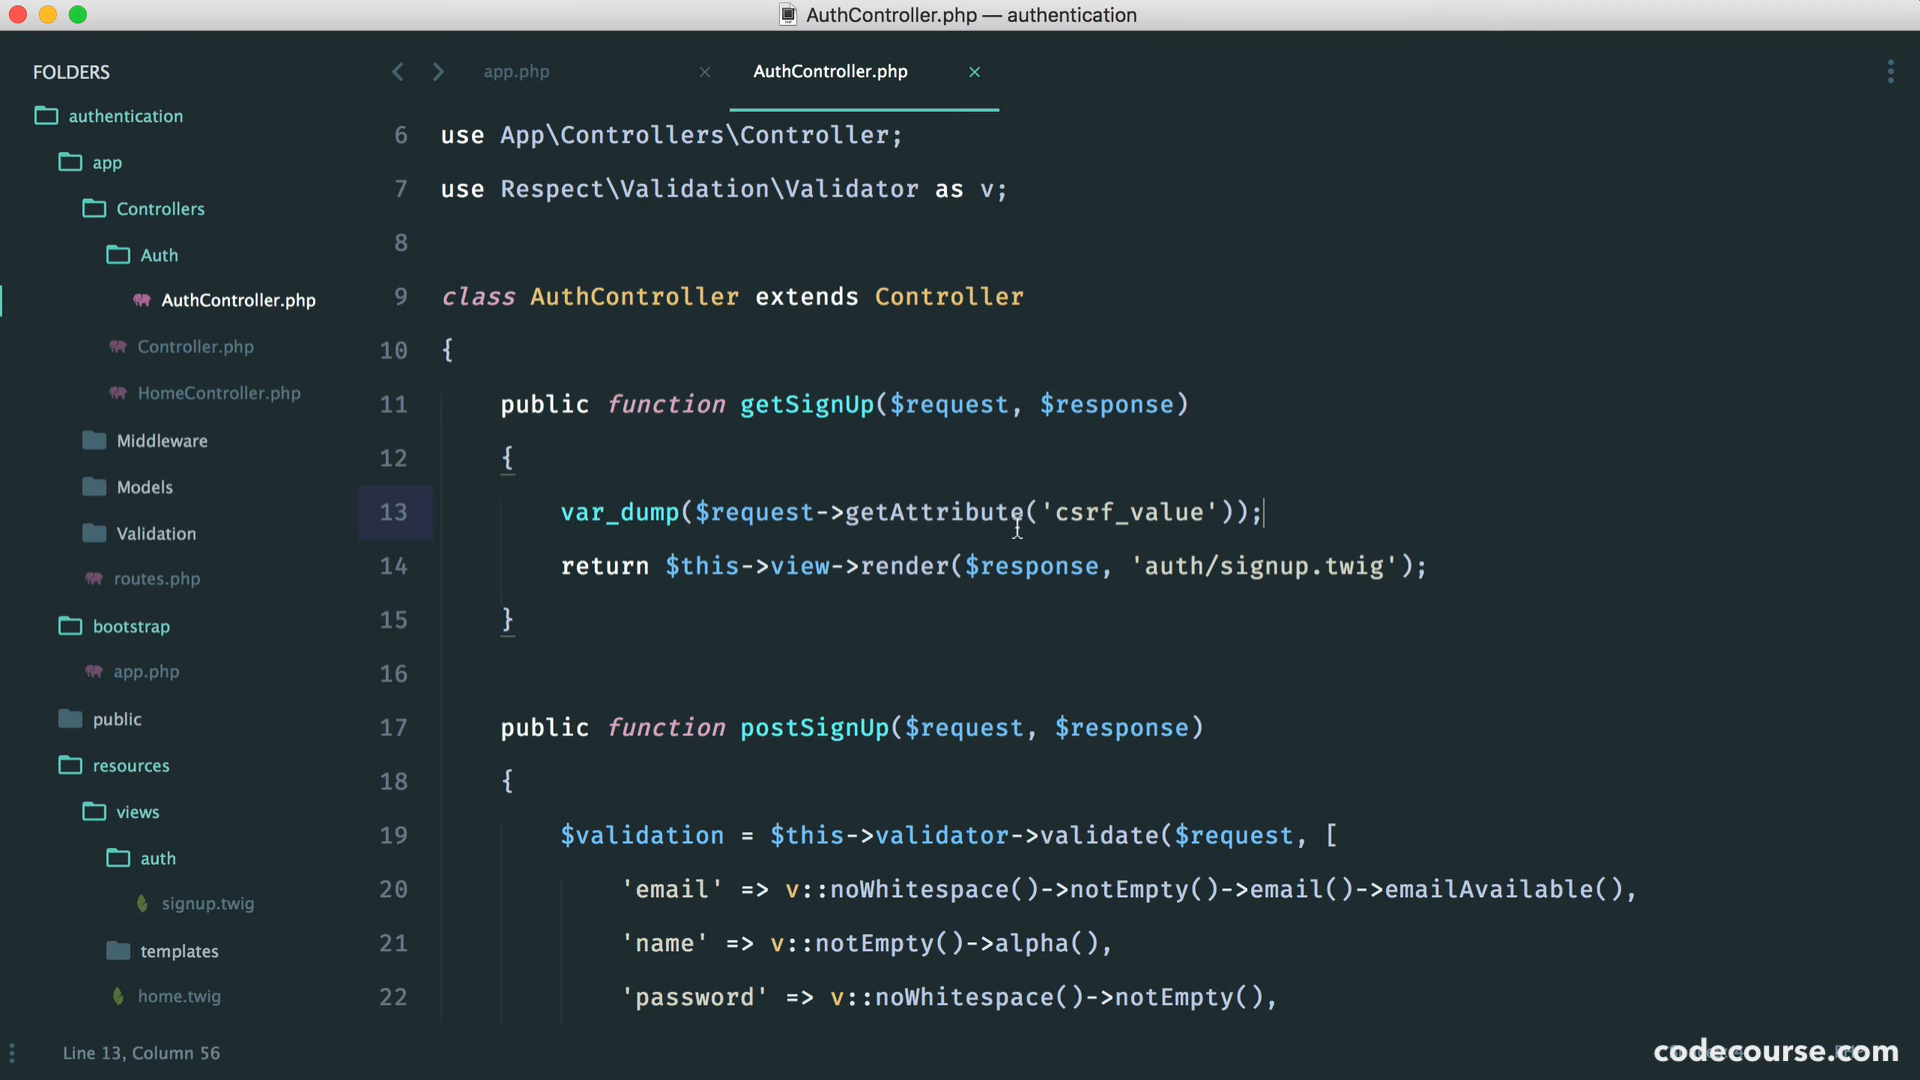 AuthController.php — authentication
FOLDERS
authentication
app
Controllers
Auth
AuthController.php
Controller.php
HomeController.php
Middleware
Models
Validation
routes.php
bootstrap
app.php
public
resources
views
auth
signup.twig
templates
home.twig
app.php
AuthController.php
6 use App\Controllers\Controller;
7 use Respect\Validation\Validator as v;
8
9 class AuthController extends Controller
10 {
11 public function getSignUp($request, $response)
12 {
13 var_dump($request->getAttribute('csrf_value'));
14 return $this->view->render($response, 'auth/signup.twig');
15 }
16
17 public function postSignUp($request, $response)
18 {
19 $validation = $this->validator->validate($request, [
20 'email' => v::noWhitespace()->notEmpty()->email()->emailAvailable(),
21 'name' => v::notEmpty()->alpha(),
22 'password' => v::noWhitespace()->notEmpty(),
Line 13, Column 56
codecourse.com